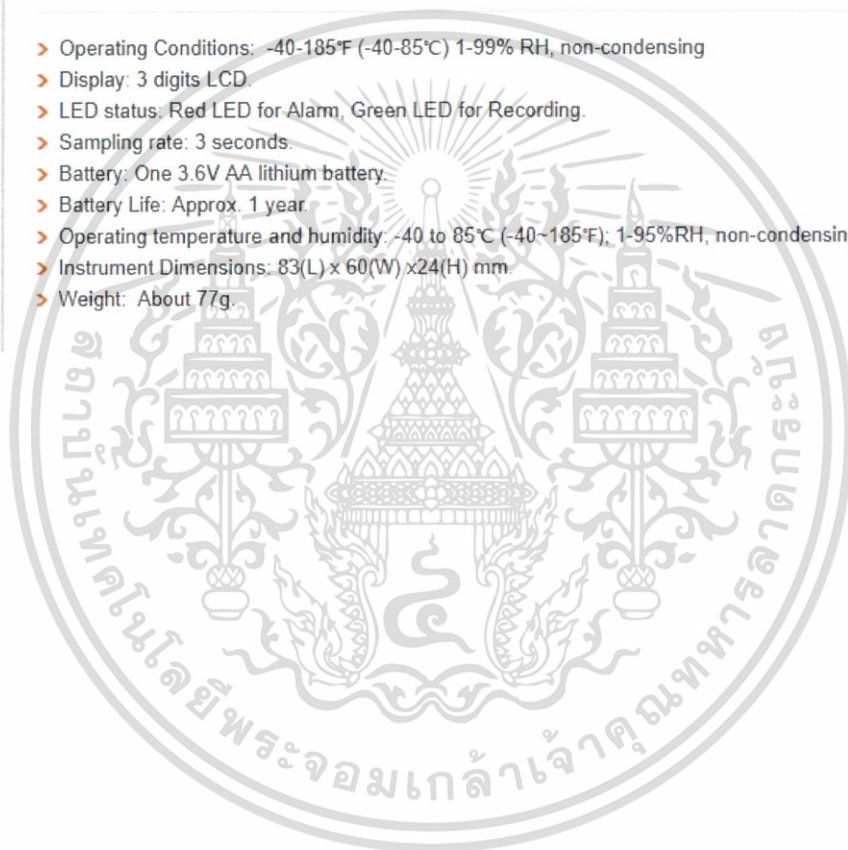 > Operating Conditions: -40-185°F (-40-85℃) 1-99% RH, non-condensing
> Display: 3 digits LCD.
> LED status: Red LED for Alarm, Green LED for Recording.
> Sampling rate: 3 seconds.
> Battery: One 3.6V AA lithium battery.
> Battery Life: Approx. 1 year.
> Operating temperature and humidity: -40 to 85℃ (-40~185°F); 1-95%RH, non-condensin
> Instrument Dimensions: 83(L) x 60(W) x24(H) mm.
> Weight: About 77g.
สถาบันเทคโนโลยีพระจอมเกล้าเจ้าคุณทหารลาดกระบัง